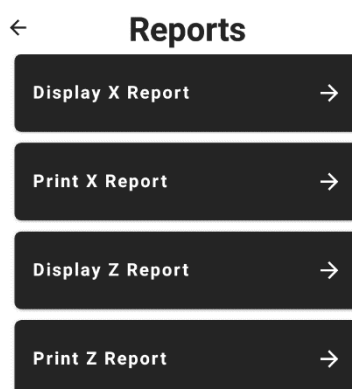 Reports
Display X Report
Print X Report
Display Z Report
Print Z Report